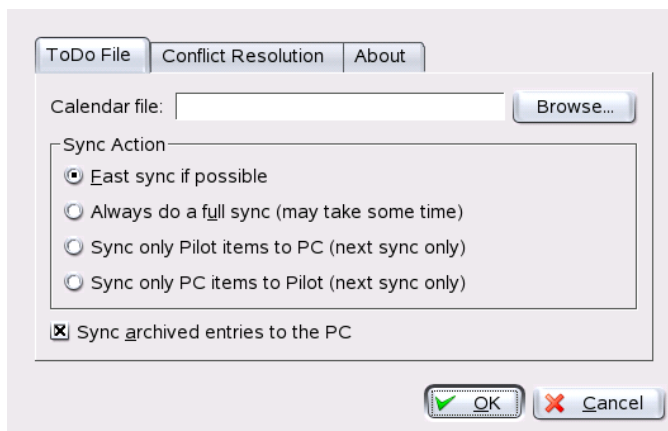 ToDo File Conflict Resolution About
Calendar file: Browse...
Sync Action
Fast sync if possible
Always do a full sync (may take some time)
Sync only Pilot items to PC (next sync only)
Sync only PC items to Pilot (next sync only)
Sync archived entries to the PC
OK Cancel